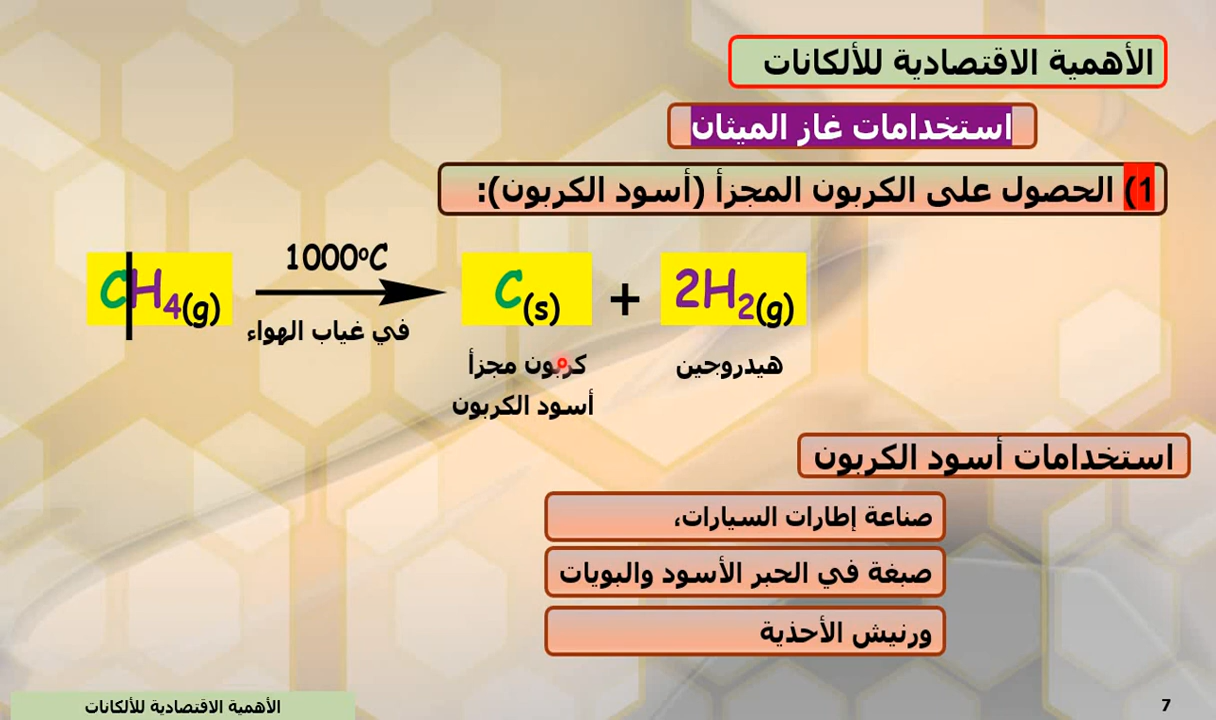 الأهمية الاقتصادية للألكانات
استخدامات غاز الميثان
1) الحصول على الكربون المجزأ (أسود الكربون):
1000⁰C
CH₄(g) → C(s) + 2H₂(g)
في غياب الهواء
كربون مجزأ هيدروجين
أسود الكربون
استخدامات أسود الكربون
صناعة إطارات السيارات،
صبغة في الحبر الأسود والبويات
ورنيش الأحذية
الأهمية الاقتصادية للألكانات
7